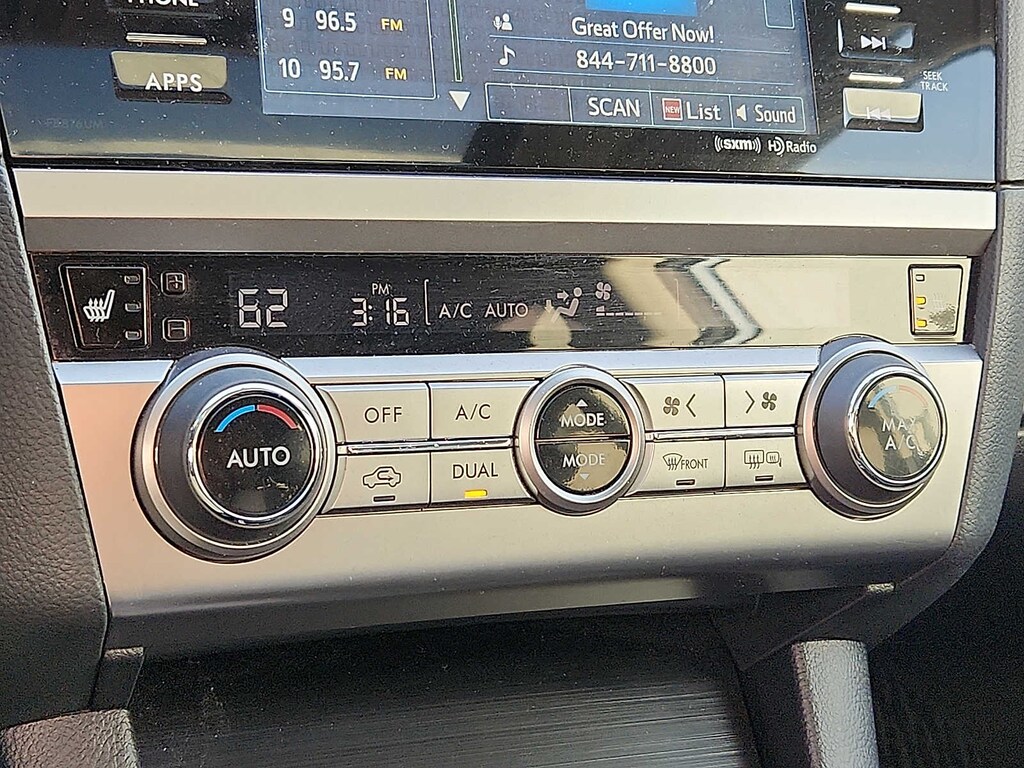 PHONE
APPS
9 96.5 FM
10 95.7 FM
Great Offer Now!
844-711-8800
SCAN NEW List Sound
SEEK
TRACK
((sxm)) HD Radio
62
PM
3:16
A/C AUTO
AUTO
OFF
A/C
DUAL
MODE
MODE
FRONT
MAX
A/C